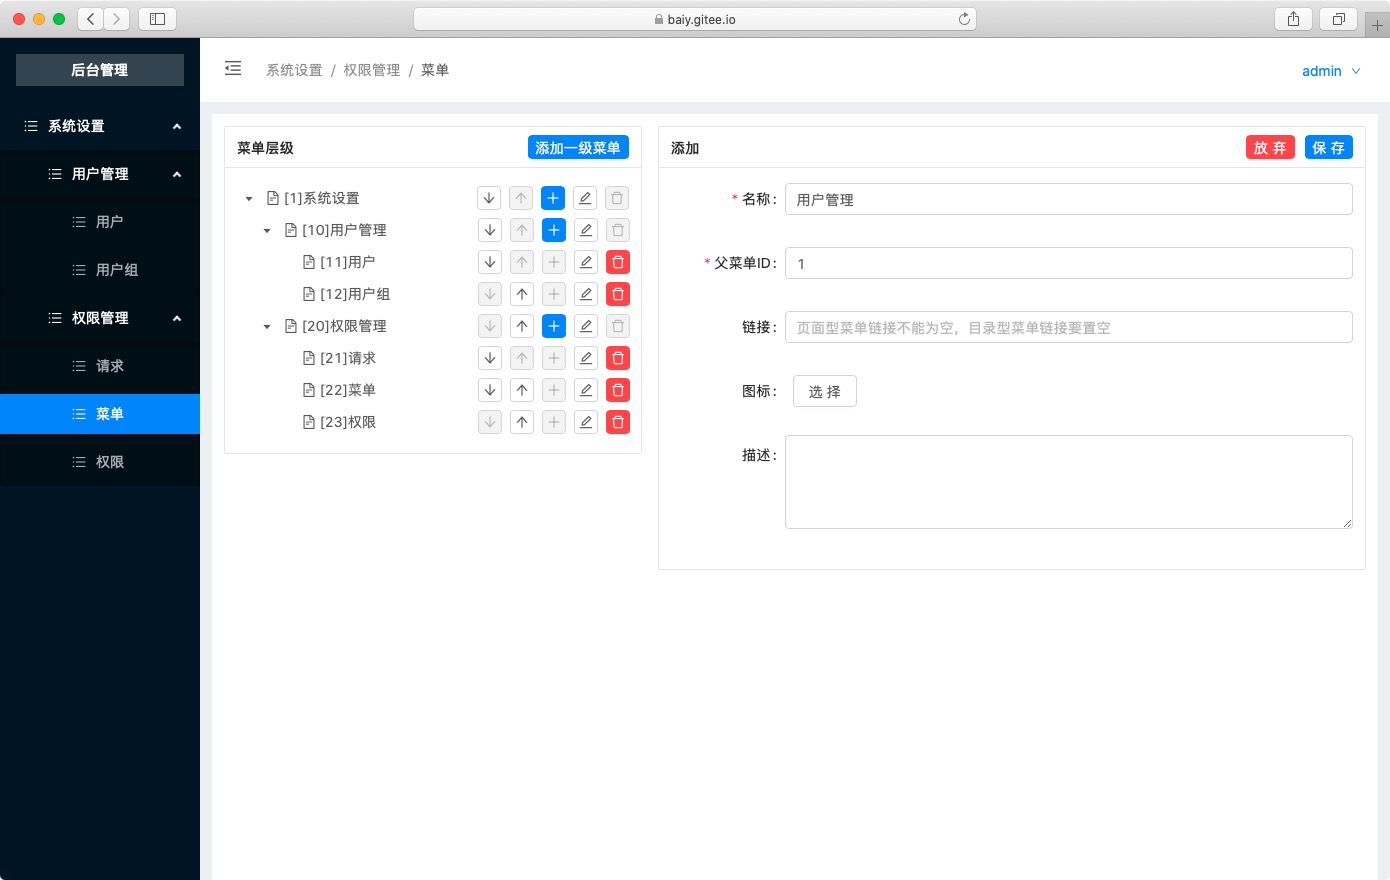 baiy.gitee.io
后台管理
系统设置
用户管理
用户
用户组
权限管理
请求
菜单
权限
系统设置 / 权限管理 / 菜单
admin
菜单层级
添加一级菜单
[1]系统设置
[10]用户管理
[11]用户
[12]用户组
[20]权限管理
[21]请求
[22]菜单
[23]权限
添加
放 弃
保 存
* 名称: 用户管理
* 父菜单ID: 1
链接: 页面型菜单链接不能为空，目录型菜单链接要置空
图标: 选 择
描述: